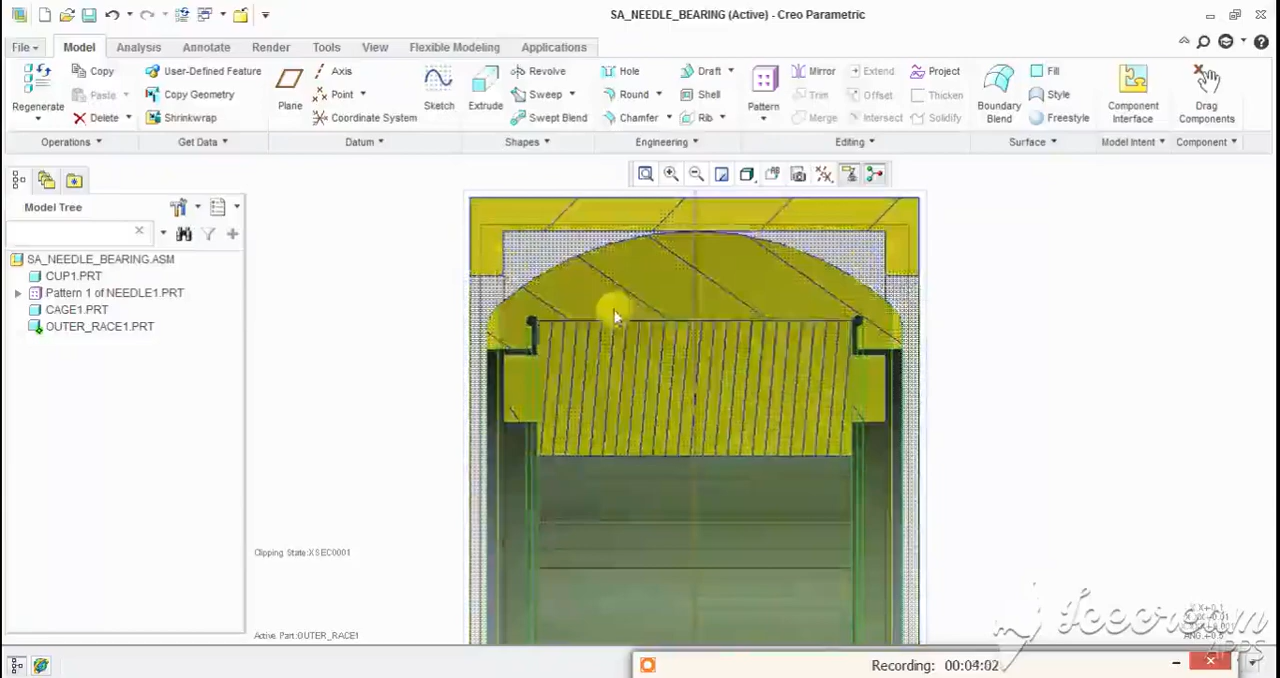 SA_NEEDLE_BEARING (Active) - Creo Parametric
File Model Analysis Annotate Render Tools View Flexible Modeling Applications
Regenerate
Copy
Paste
Delete
User-Defined Feature
Copy Geometry
Shrinkwrap
Plane
Axis
Point
Coordinate System
Sketch
Extrude
Revolve
Sweep
Swept Blend
Hole
Round
Chamfer
Draft
Shell
Rib
Pattern
Mirror
Trim
Merge
Extend
Offset
Intersect
Project
Thicken
Solidify
Boundary
Blend
Fill
Style
Freestyle
Component
Interface
Drag
Components
Operations Get Data Datum Shapes Engineering Editing Surface Model Intent Component
Model Tree
SA_NEEDLE_BEARING.ASM
CUP1.PRT
Pattern 1 of NEEDLE1.PRT
CAGE1.PRT
OUTER_RACE1.PRT
Clipping State:XSEC0001
Active Part:OUTER_RACE1
Icecream
APPS
Recording: 00:04:02